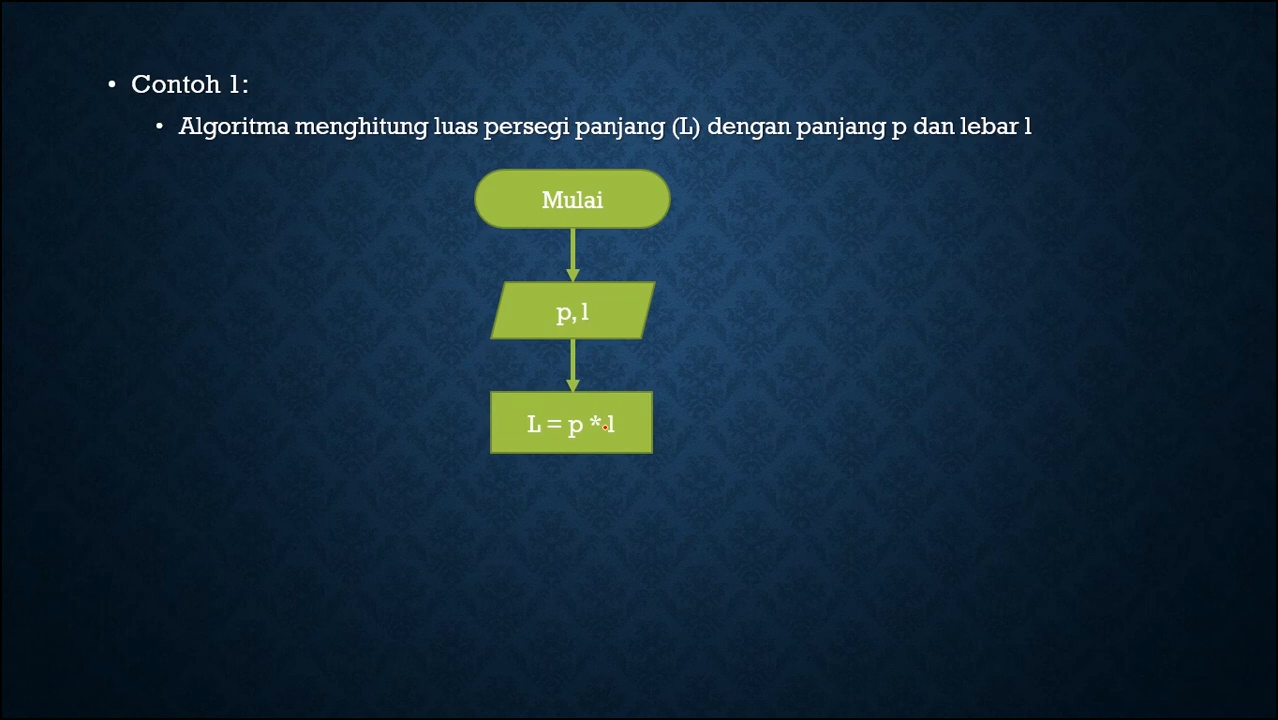 • Contoh 1:
• Algoritma menghitung luas persegi panjang (L) dengan panjang p dan lebar l
Mulai
p, l
L = p * l